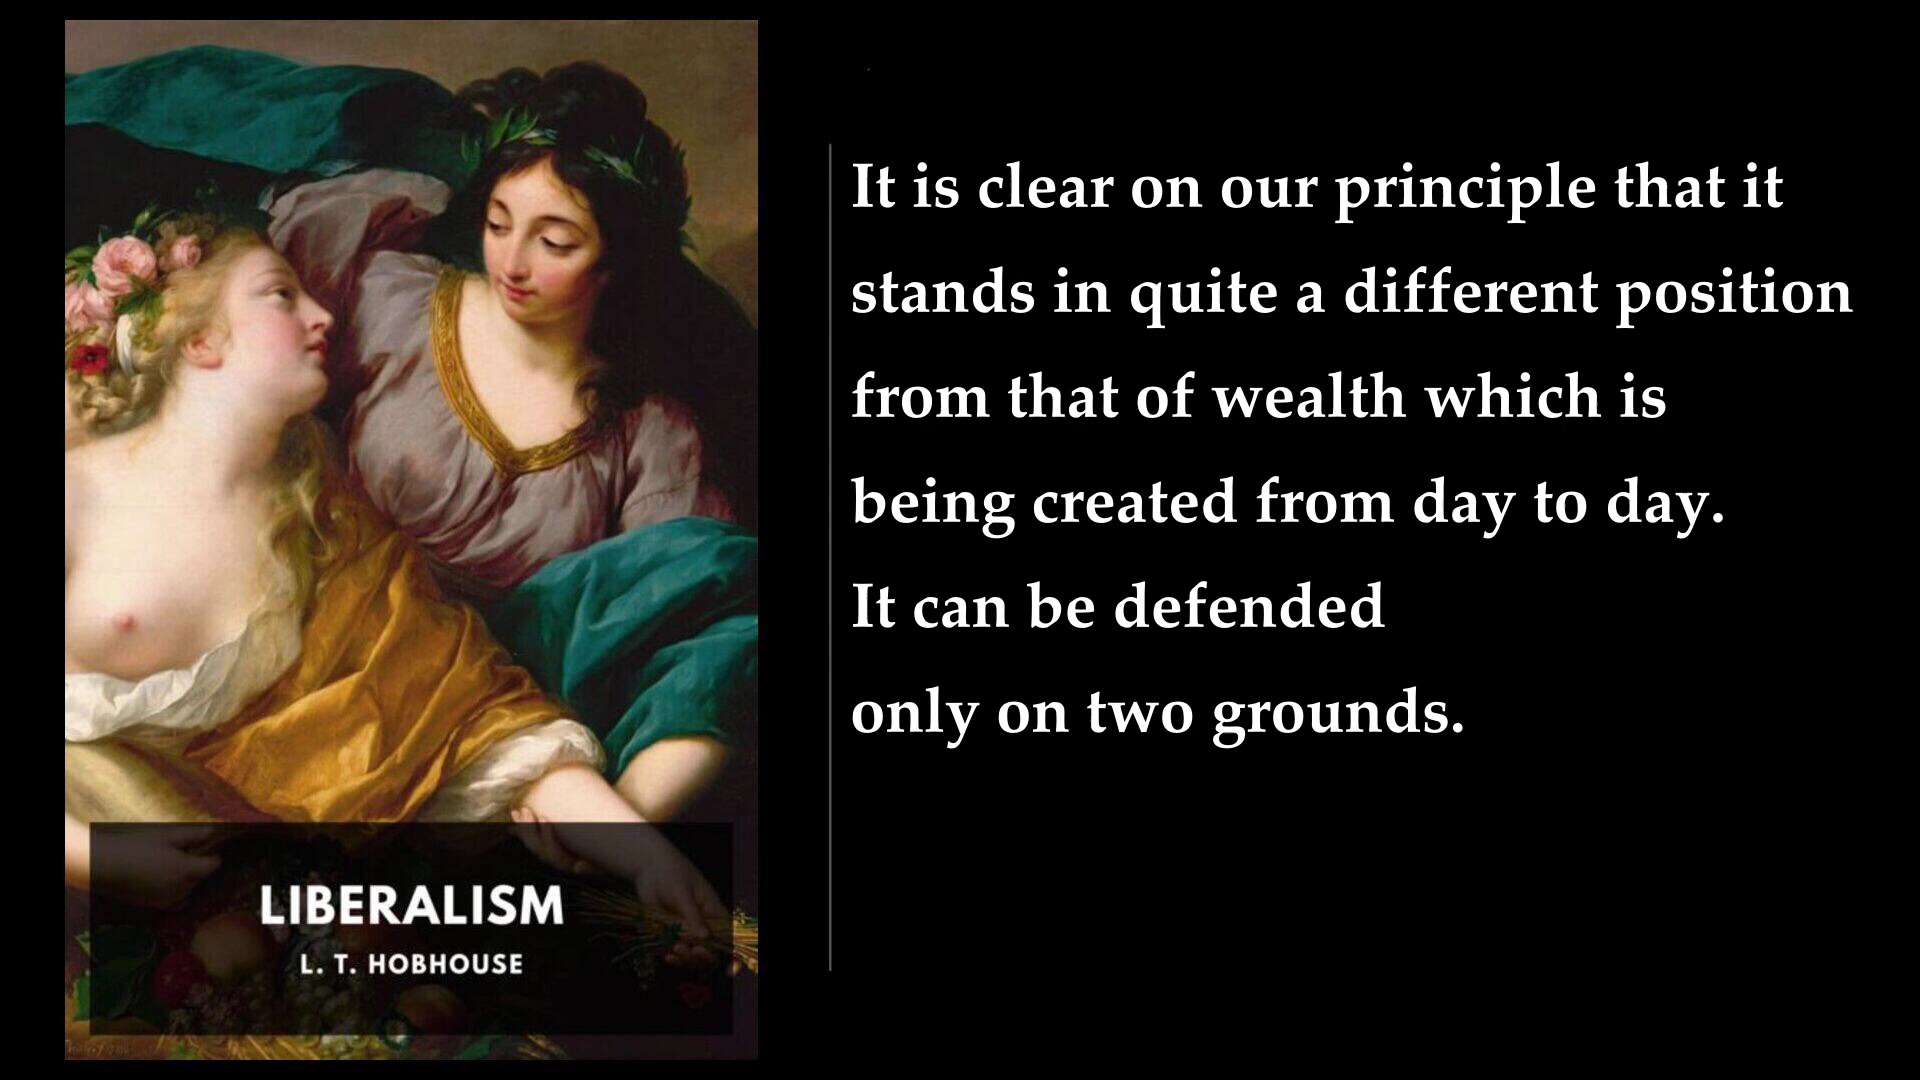 LIBERALISM
L. T. HOBHOUSE
It is clear on our principle that it
stands in quite a different position
from that of wealth which is
being created from day to day.
It can be defended
only on two grounds.